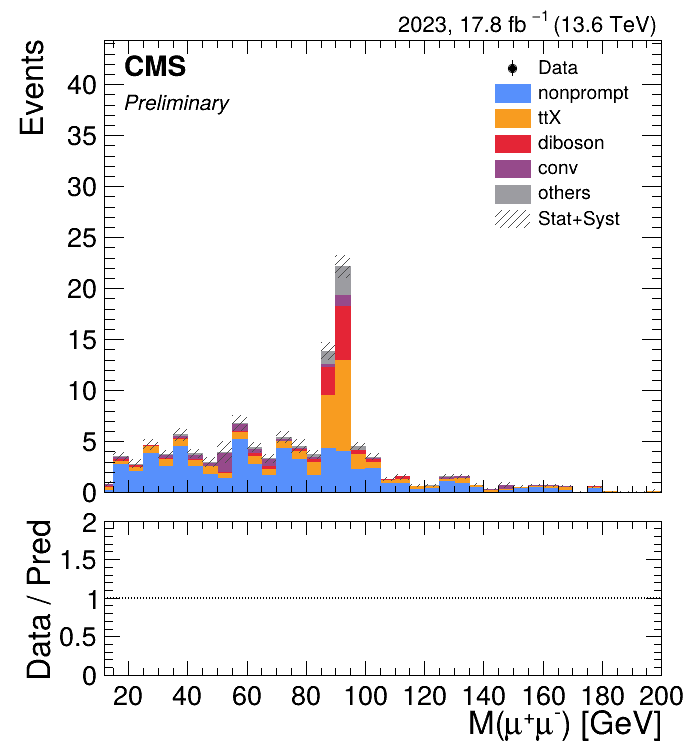 2023, 17.8 fb⁻¹ (13.6 TeV)
CMS
Preliminary
Events
Data
nonprompt
ttX
diboson
conv
others
Stat+Syst
40
35
30
25
20
15
10
5
0
Data / Pred
2
1.5
1
0.5
0
20 40 60 80 100 120 140 160 180 200
M(μ⁺μ⁻) [GeV]